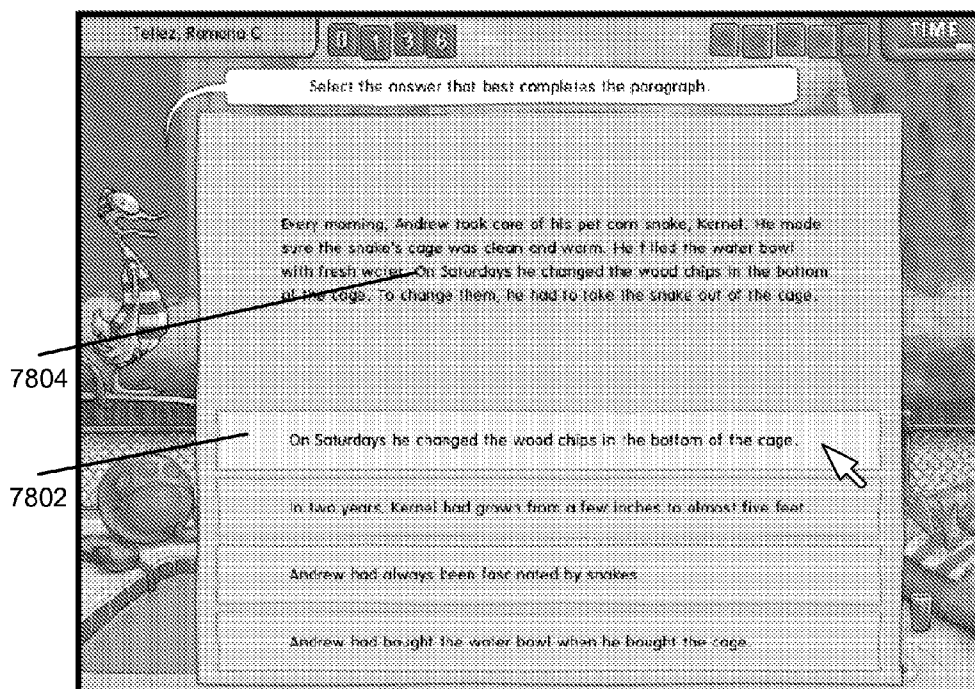 Tellez, Ramona C
0 1 3 6
TIME
Select the answer that best completes the paragraph.
Every morning, Andrew took care of his pet corn snake, Kernel. He made
sure the snake's cage was clean and warm. He filled the water bowl
with fresh water. On Saturdays he changed the wood chips in the bottom
of the cage. To change them, he had to take the snake out of the cage.
7804
On Saturdays he changed the wood chips in the bottom of the cage.
7802
In two years, Kernel had grown from a few inches to almost five feet.
Andrew had always been fascinated by snakes.
Andrew had bought the water bowl when he bought the cage.